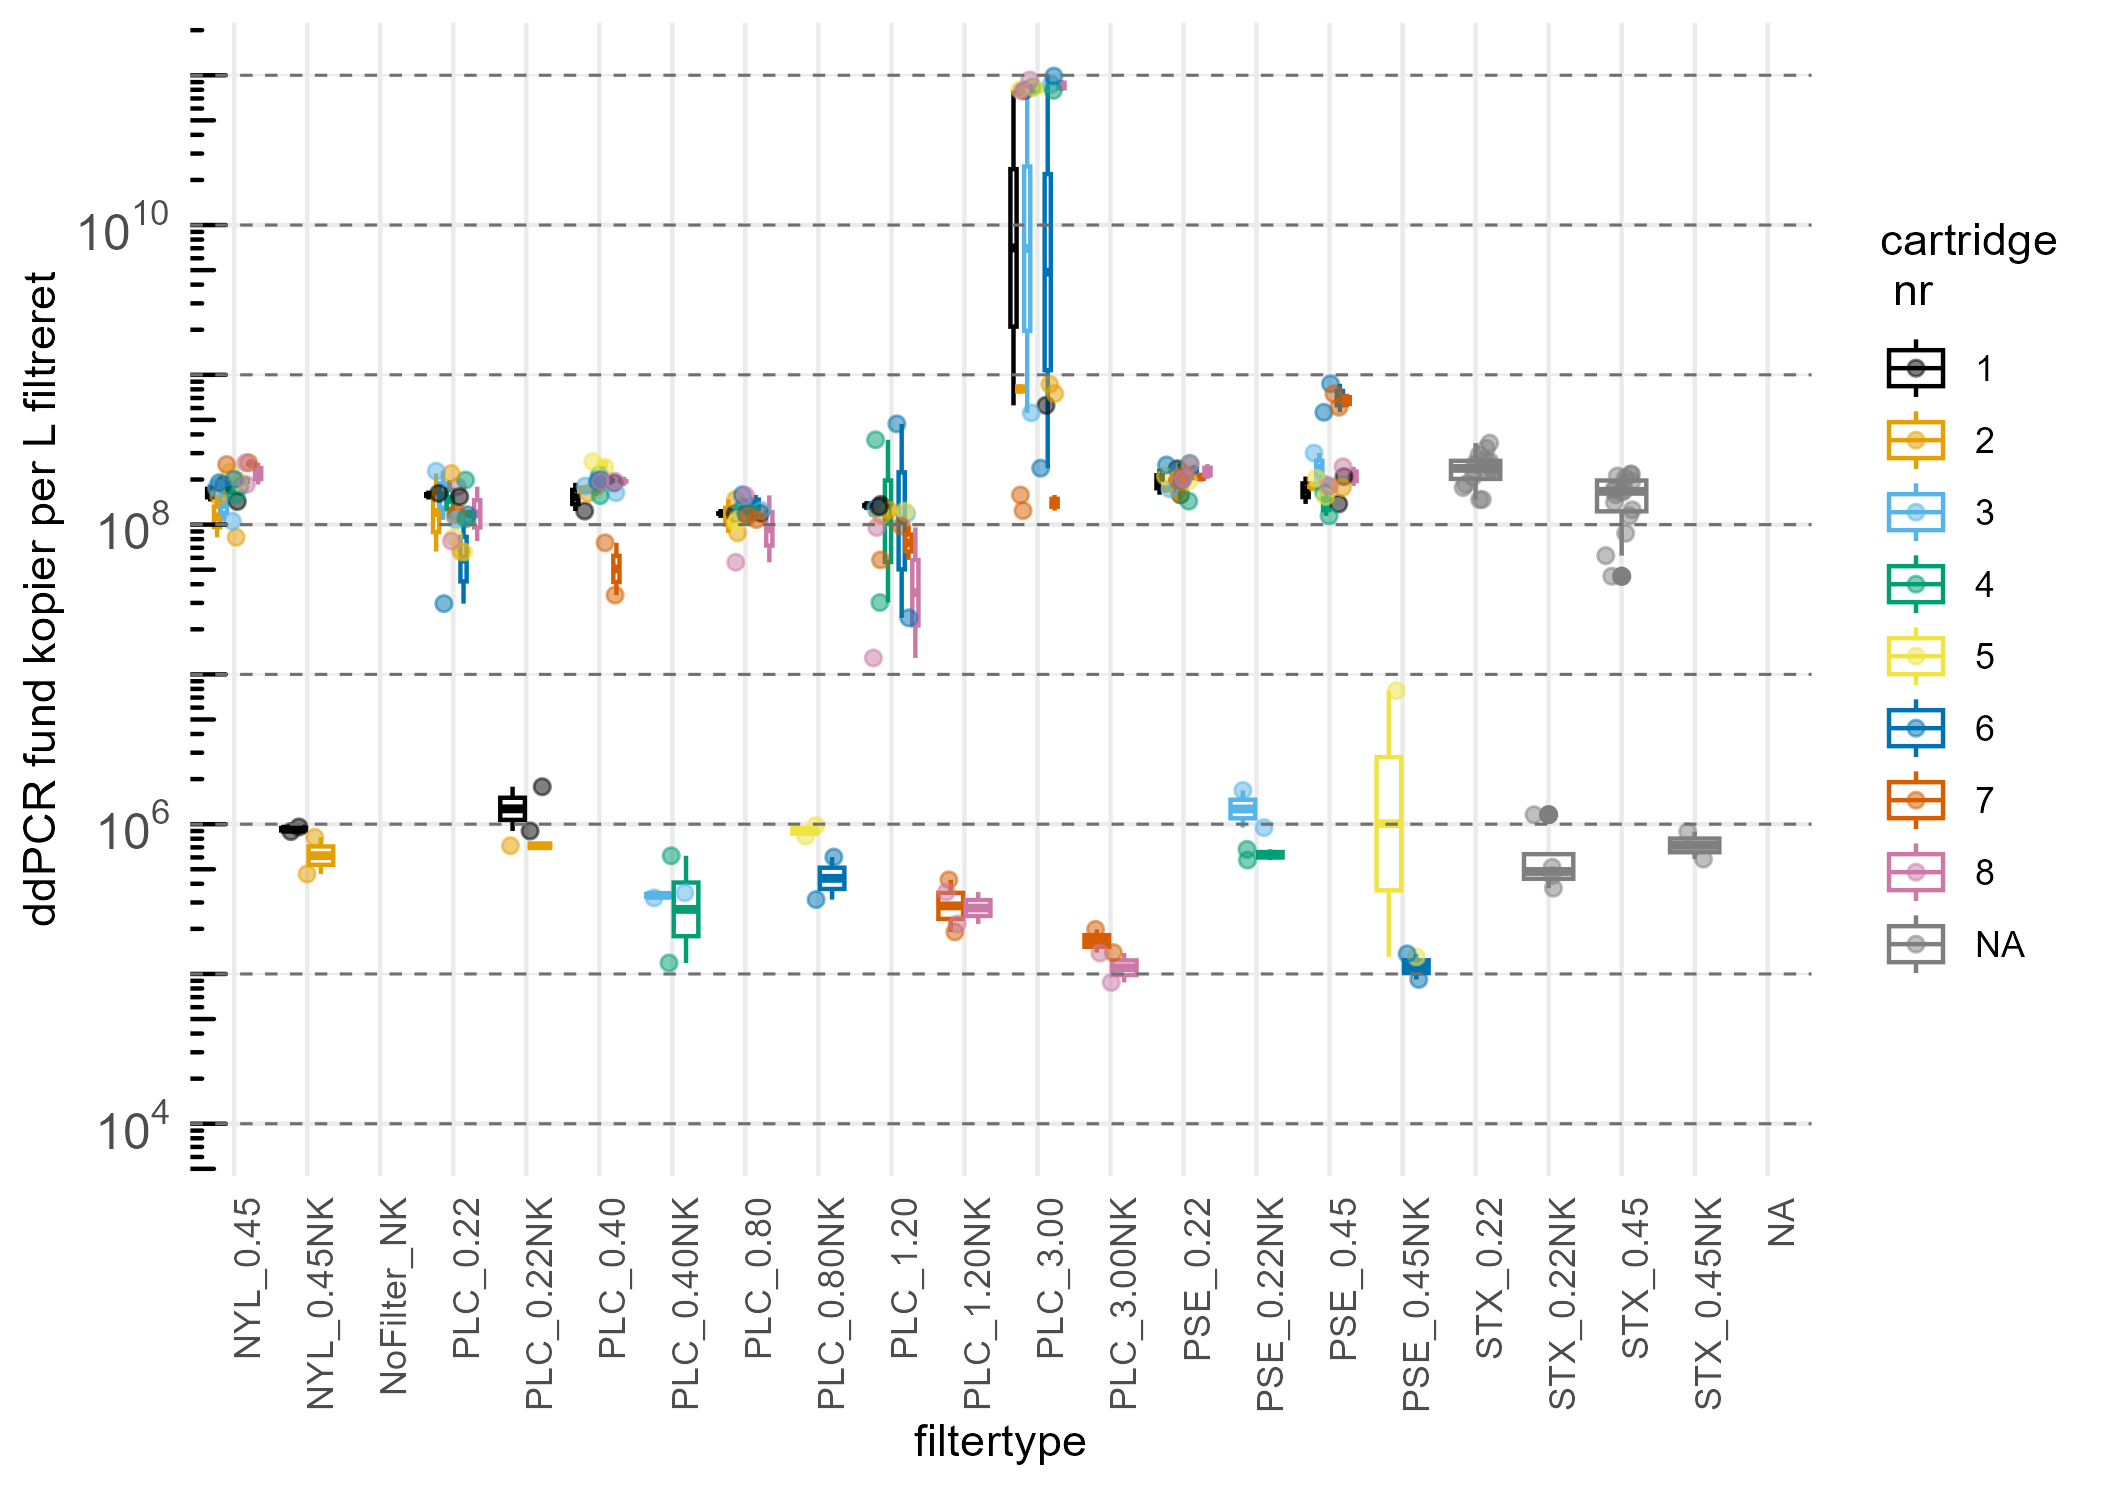 ddPCR fund kopier per L filtreret
10^10
10^8
10^6
10^4
NYL_0.45
NYL_0.45NK
NoFilter_NK
PLC_0.22
PLC_0.22NK
PLC_0.40
PLC_0.40NK
PLC_0.80
PLC_0.80NK
PLC_1.20
PLC_1.20NK
PLC_3.00
PLC_3.00NK
PSE_0.22
PSE_0.22NK
PSE_0.45
PSE_0.45NK
STX_0.22
STX_0.22NK
STX_0.45
STX_0.45NK
NA
filtertype
cartridge
nr
1
2
3
4
5
6
7
8
NA